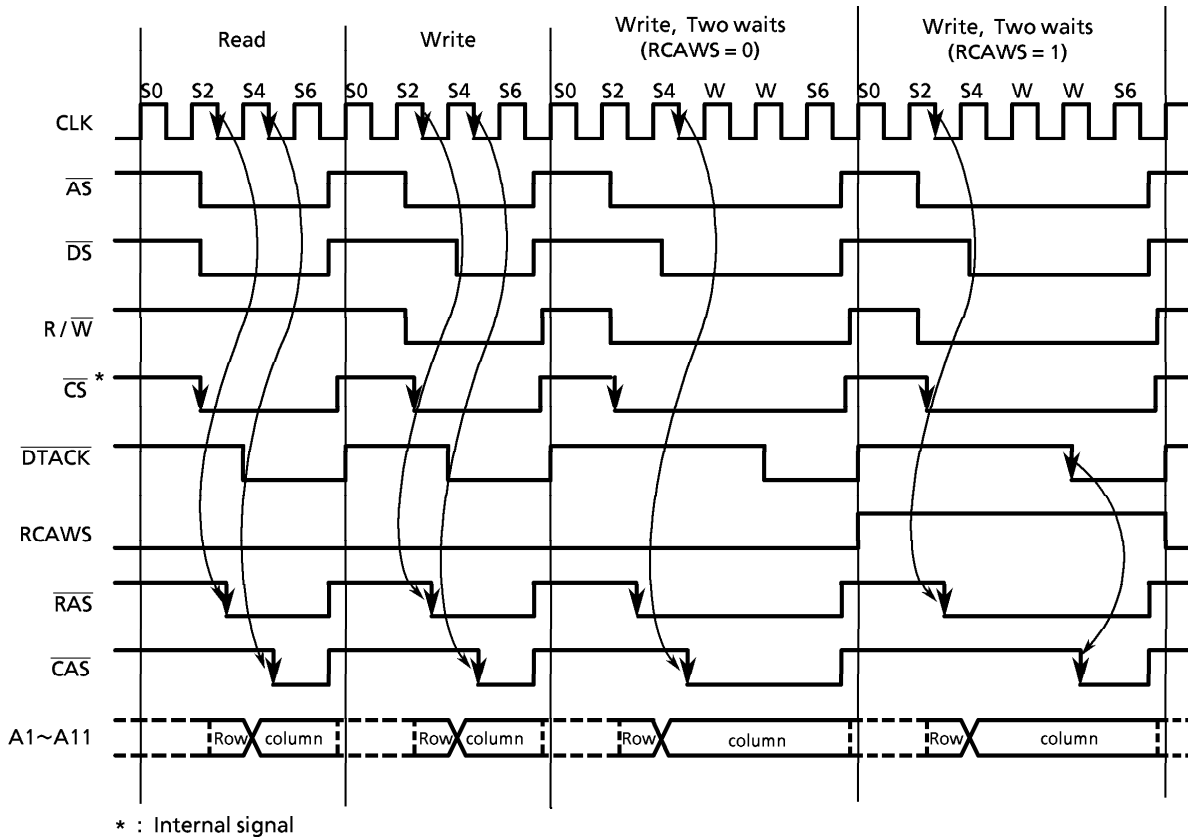 Read
Write
Write, Two waits
(RCAWS = 0)
Write, Two waits
(RCAWS = 1)
S0 S2 S4 S6 S0 S2 S4 S6 S0 S2 S4 W W S6 S0 S2 S4 W W S6
CLK
AS
DS
R / W
CS *
DTACK
RCAWS
RAS
CAS
A1~A11 Row column Row column Row column Row column
* : Internal signal